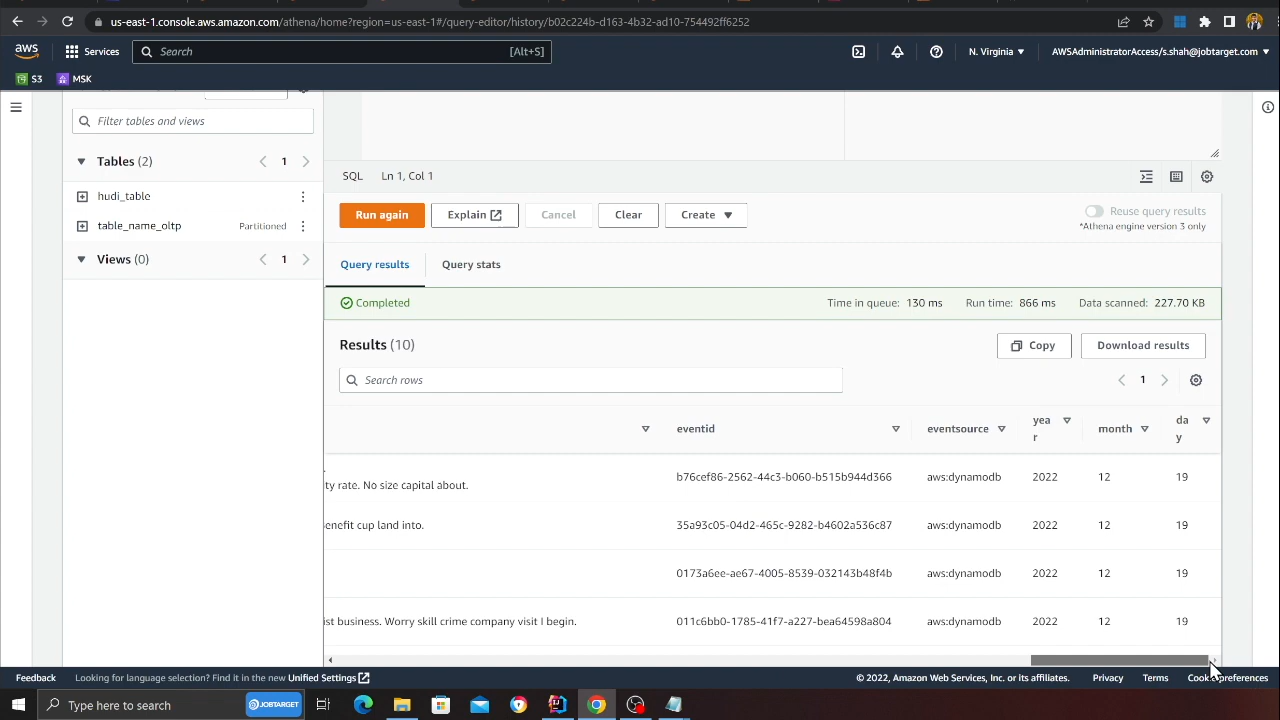 us-east-1.console.aws.amazon.com/athena/home?region=us-east-1#/query-editor/history/b02c224b-d163-4b32-ad10-754492ff6252
aws Services Search [Alt+S] N. Virginia AWSAdministratorAccess/s.shah@jobtarget.com
S3 MSK
Filter tables and views
Tables (2) 1
SQL Ln 1, Col 1
hudi_table
Run again Explain Cancel Clear Create Reuse query results
table_name_oltp Partitioned *Athena engine version 3 only
Views (0) 1
Query results Query stats
Completed Time in queue: 130 ms Run time: 866 ms Data scanned: 227.70 KB
Results (10) Copy Download results
Search rows 1
eventid eventsource yea month da
r y
b76cef86-2562-44c3-b060-b515b944d366 aws:dynamodb 2022 12 19
ty rate. No size capital about.
enefit cup land into. 35a93c05-04d2-465c-9282-b4602a536c87 aws:dynamodb 2022 12 19
0173a6ee-ae67-4005-8539-032143b48f4b aws:dynamodb 2022 12 19
ist business. Worry skill crime company visit I begin. 011c6bb0-1785-41f7-a227-bea64598a804 aws:dynamodb 2022 12 19
Feedback Looking for language selection? Find it in the new Unified Settings © 2022, Amazon Web Services, Inc. or its affiliates. Privacy Terms Cookie preferences
Type here to search JOBTARGET